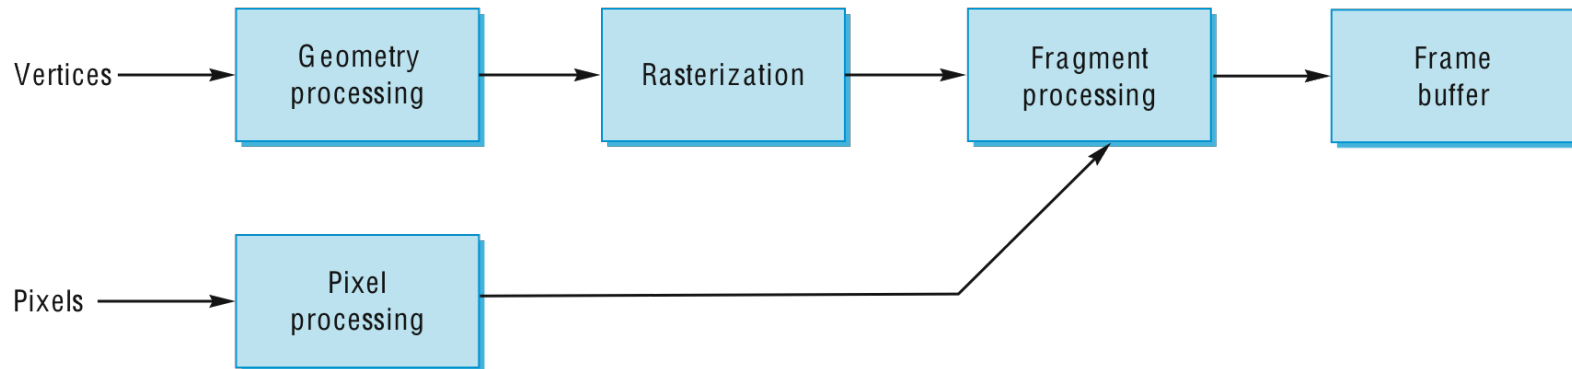 Vertices
Geometry
processing
Rasterization
Fragment
processing
Frame
buffer
Pixels
Pixel
processing